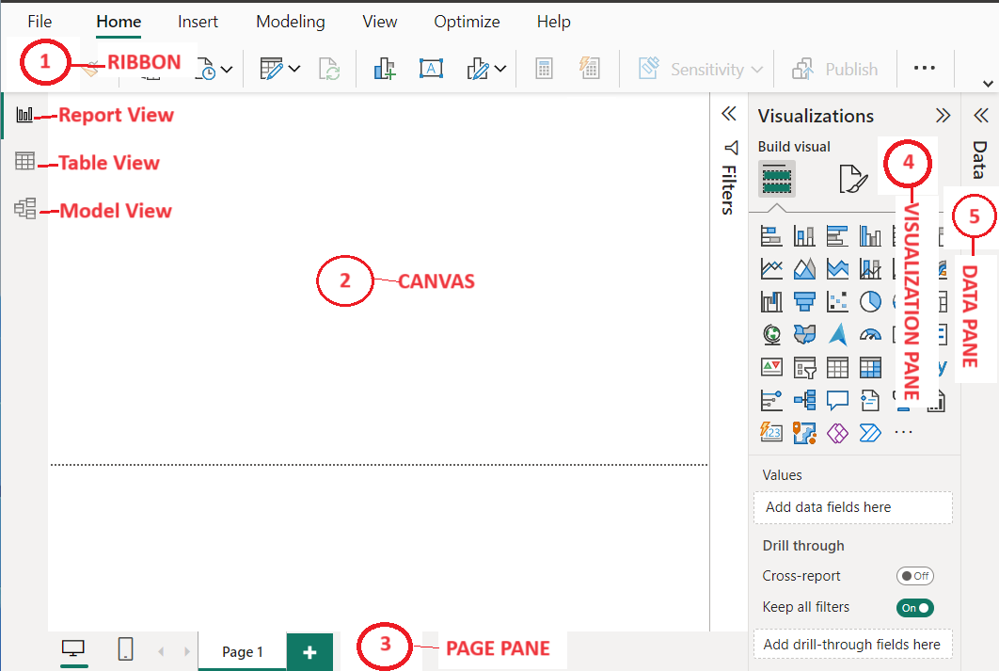 File Home Insert Modeling View Optimize Help
1 RIBBON
Sensitivity Publish
Report View
Table View
Model View
2 CANVAS
Filters
Visualizations
Build visual
Data
4
VISUALIZATION PANE
5
DATA PANE
123
Values
Add data fields here
Drill through
Cross-report Off
Keep all filters On
Add drill-through fields here
Page 1
3 PAGE PANE